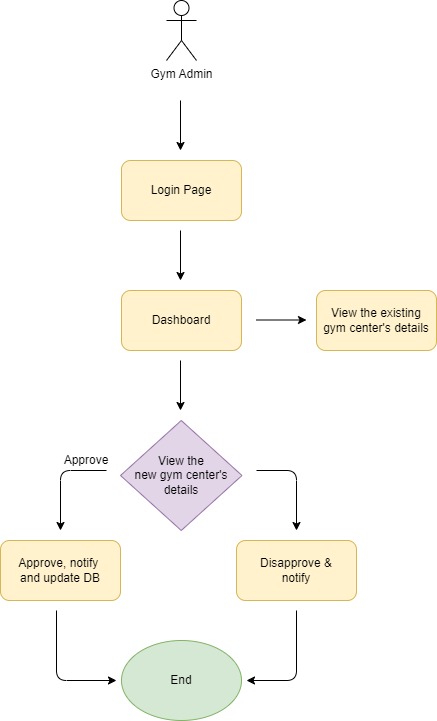 Gym Admin
Login Page
Dashboard
View the existing
gym center's details
Approve
View the
new gym center's
details
Approve, notify
and update DB
Disapprove &
notify
End